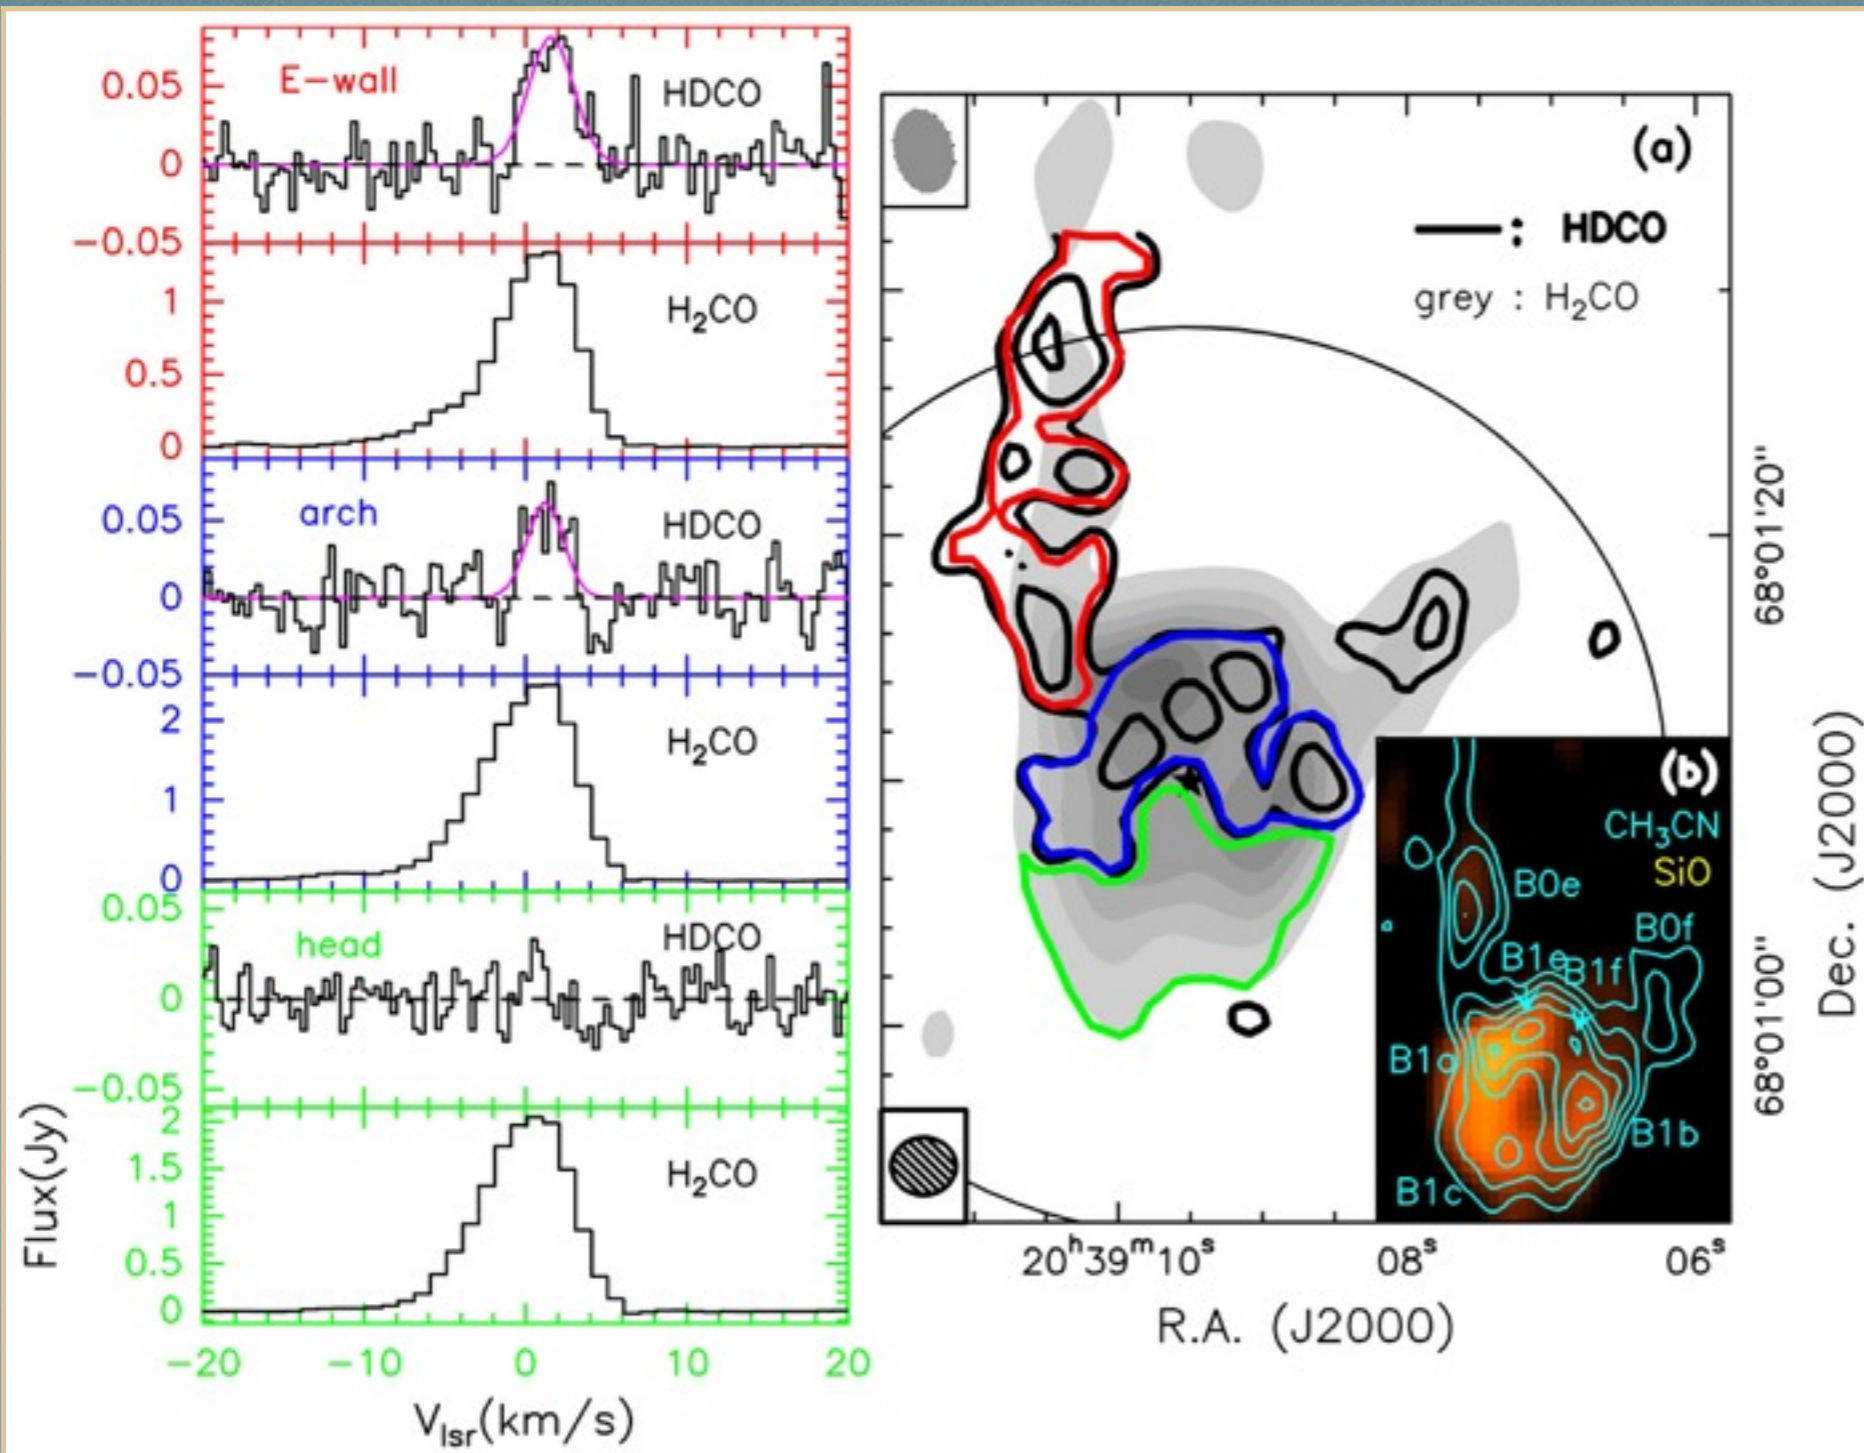 E-wall
HDCO
0.05
0
-0.05
H₂CO
1
0.5
0
arch
HDCO
0.05
0
-0.05
H₂CO
2
1
0
head
HDCO
0.05
0
-0.05
H₂CO
2
1.5
1
0.5
0
-20 -10 0 10 20
Flux(Jy)
V_lsr(km/s)
(a)
: HDCO
grey : H₂CO
(b)
CH₃CN
SiO
B0e
B0f
B1e
B1f
B1a
B1b
B1c
20ʰ39ᵐ10ˢ 08ˢ 06ˢ
R.A. (J2000)
68°01'20"
68°01'00"
Dec. (J2000)